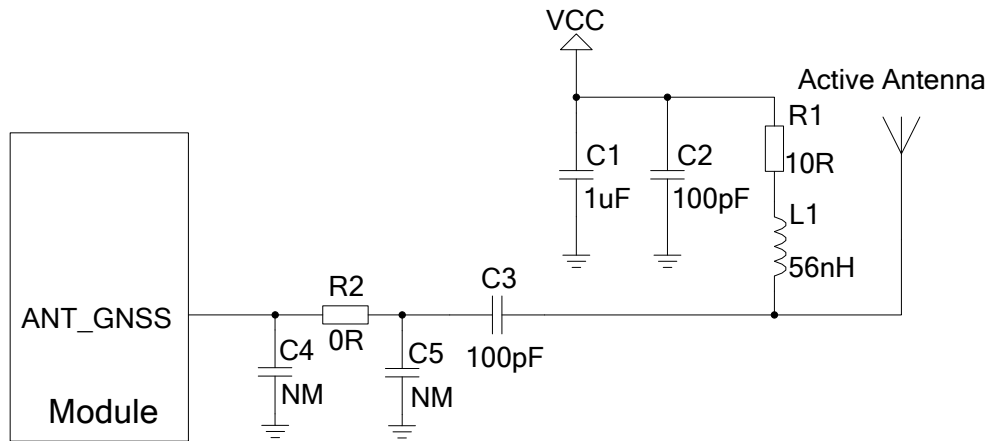 VCC
Active Antenna
R1
10R
C1
1uF
C2
100pF
L1
56nH
C3
100pF
R2
0R
ANT_GNSS
C4
NM
C5
NM
Module